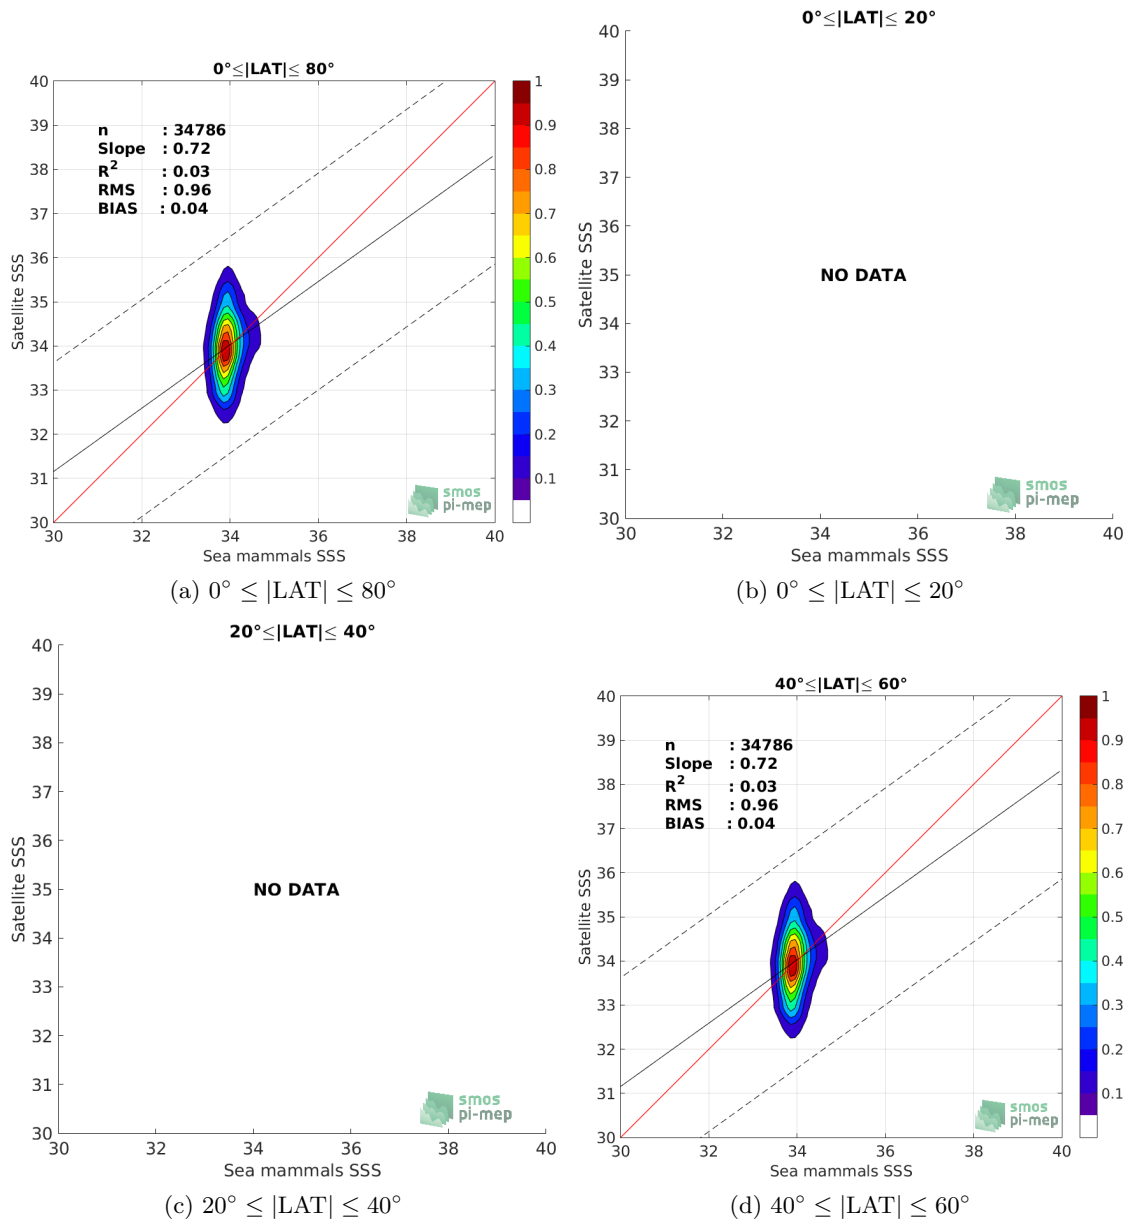 0°≤|LAT|≤ 80°
40
39
38
37
36
35
34
33
32
31
30
Satellite SSS
n : 34786
Slope : 0.72
R² : 0.03
RMS : 0.96
BIAS : 0.04
smos
pi-mep
30 32 34 36 38 40
Sea mammals SSS
1
0.9
0.8
0.7
0.6
0.5
0.4
0.3
0.2
0.1
(a) 0° ≤ |LAT| ≤ 80°
0°≤|LAT|≤ 20°
40
39
38
37
36
35
34
33
32
31
30
Satellite SSS
NO DATA
smos
pi-mep
30 32 34 36 38 40
Sea mammals SSS
(b) 0° ≤ |LAT| ≤ 20°
20°≤|LAT|≤ 40°
40
39
38
37
36
35
34
33
32
31
30
Satellite SSS
NO DATA
smos
pi-mep
30 32 34 36 38 40
Sea mammals SSS
(c) 20° ≤ |LAT| ≤ 40°
40°≤|LAT|≤ 60°
40
39
38
37
36
35
34
33
32
31
30
Satellite SSS
n : 34786
Slope : 0.72
R² : 0.03
RMS : 0.96
BIAS : 0.04
smos
pi-mep
30 32 34 36 38 40
Sea mammals SSS
1
0.9
0.8
0.7
0.6
0.5
0.4
0.3
0.2
0.1
(d) 40° ≤ |LAT| ≤ 60°